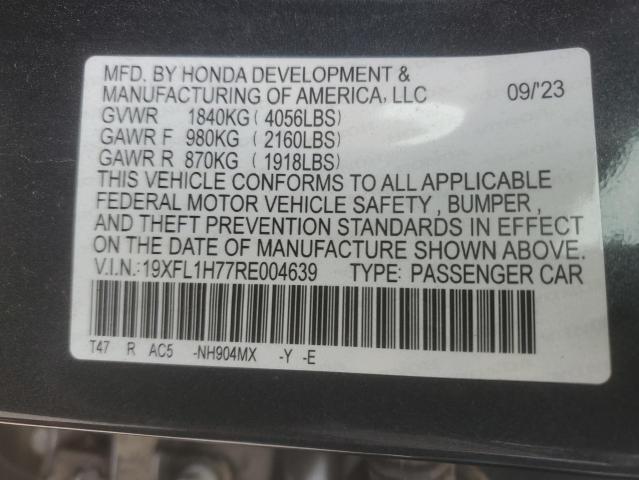 MFD. BY HONDA DEVELOPMENT &
MANUFACTURING OF AMERICA, LLC 09/'23
GVWR 1840KG (4056LBS)
GAWR F 980KG (2160LBS)
GAWR R 870KG (1918LBS)
THIS VEHICLE CONFORMS TO ALL APPLICABLE
FEDERAL MOTOR VEHICLE SAFETY , BUMPER ,
AND THEFT PREVENTION STANDARDS IN EFFECT
ON THE DATE OF MANUFACTURE SHOWN ABOVE.
V.I.N.:19XFL1H77RE004639 TYPE: PASSENGER CAR
T47 R AC5 -NH904MX -Y -E